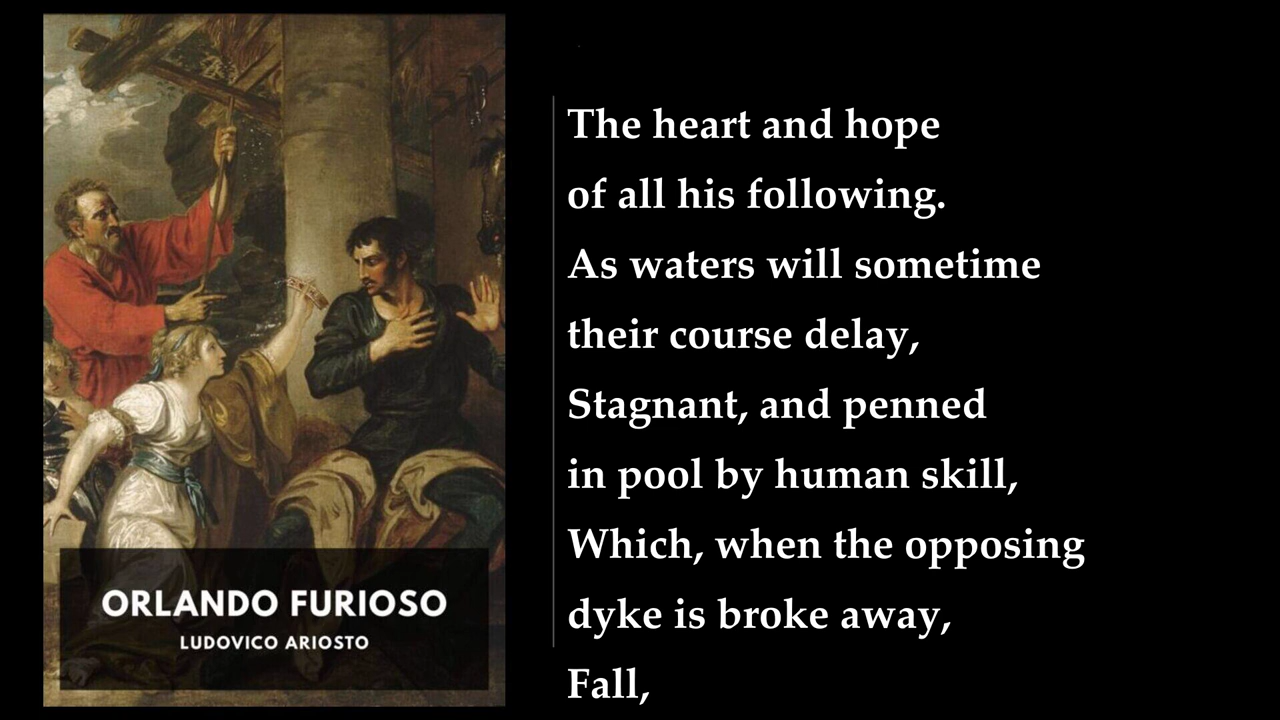 ORLANDO FURIOSO
LUDOVICO ARIOSTO
The heart and hope
of all his following.
As waters will sometime
their course delay,
Stagnant, and penned
in pool by human skill,
Which, when the opposing
dyke is broke away,
Fall,